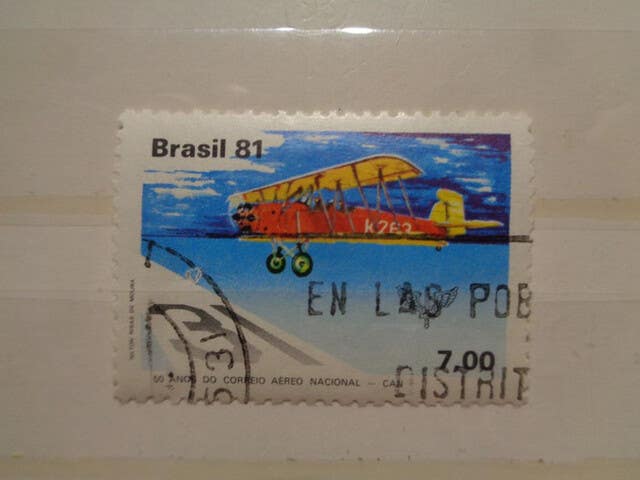 Brasil 81
K263
EN LAS POB
7,00
DISTRIT
50 ANOS DO CORREIO AÉREO NACIONAL - CAN